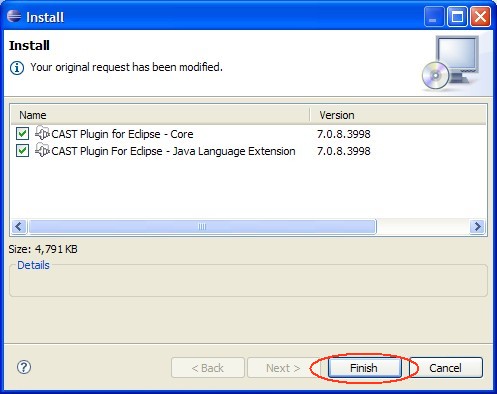 Install
Install
Your original request has been modified.
Name Version
CAST Plugin for Eclipse - Core 7.0.8.3998
CAST Plugin For Eclipse - Java Language Extension 7.0.8.3998
Size: 4,791 KB
Details
< Back Next > Finish Cancel